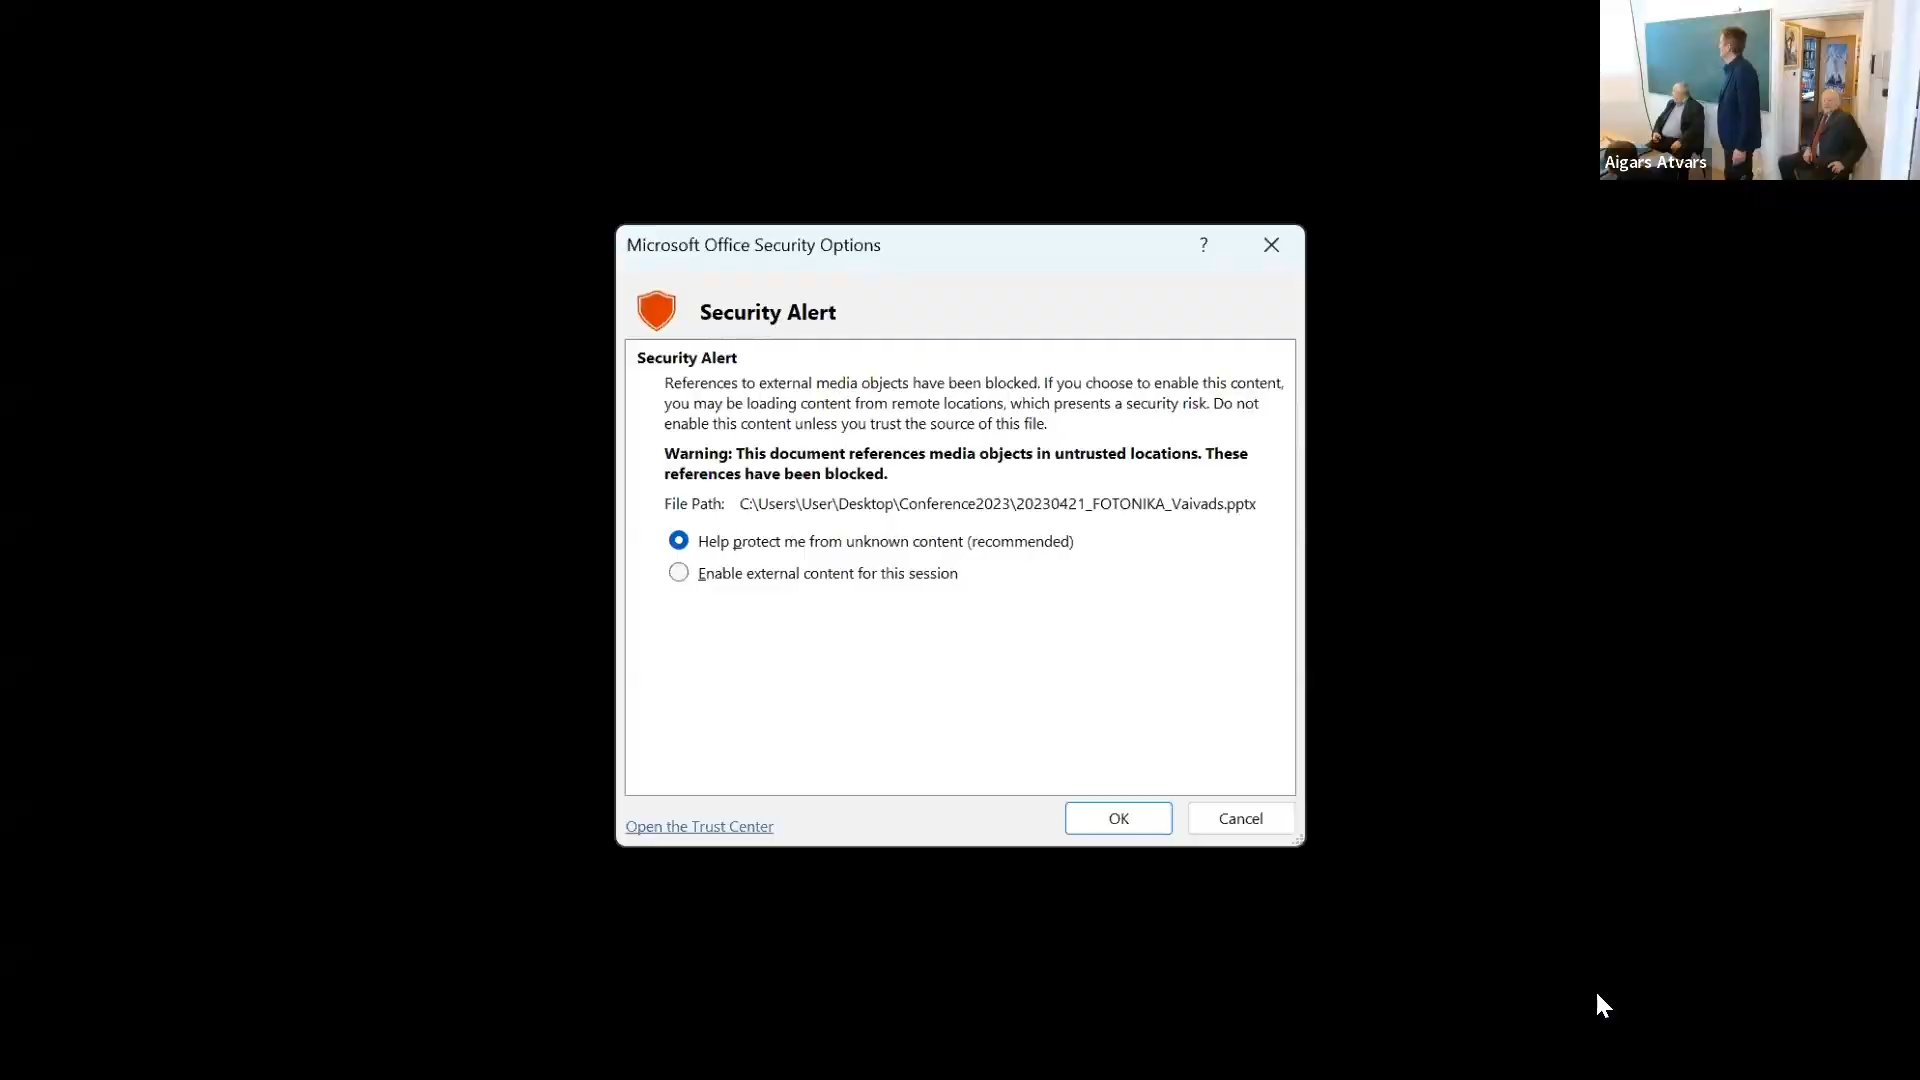 Aigars Atvars
Microsoft Office Security Options
?
Security Alert
Security Alert
References to external media objects have been blocked. If you choose to enable this content,
you may be loading content from remote locations, which presents a security risk. Do not
enable this content unless you trust the source of this file.
Warning: This document references media objects in untrusted locations. These
references have been blocked.
File Path: C:\Users\User\Desktop\Conference2023\20230421_FOTONIKA_Vaivads.pptx
Help protect me from unknown content (recommended)
Enable external content for this session
Open the Trust Center
OK
Cancel